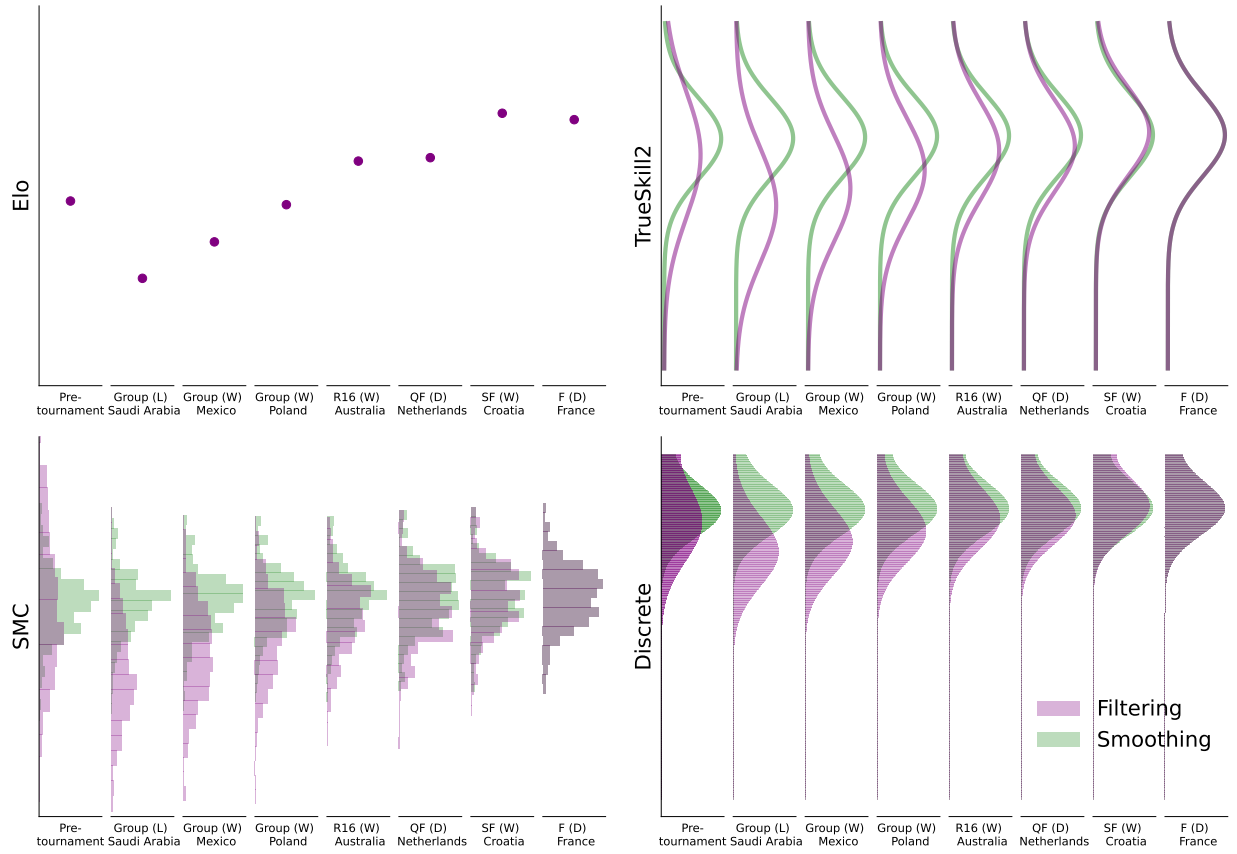 Elo
Pre-
tournament
Group (L)
Saudi Arabia
Group (W)
Mexico
Group (W)
Poland
R16 (W)
Australia
QF (D)
Netherlands
SF (W)
Croatia
F (D)
France
TrueSkill2
Pre-
tournament
Group (L)
Saudi Arabia
Group (W)
Mexico
Group (W)
Poland
R16 (W)
Australia
QF (D)
Netherlands
SF (W)
Croatia
F (D)
France
SMC
Pre-
tournament
Group (L)
Saudi Arabia
Group (W)
Mexico
Group (W)
Poland
R16 (W)
Australia
QF (D)
Netherlands
SF (W)
Croatia
F (D)
France
Discrete
Filtering
Smoothing
Pre-
tournament
Group (L)
Saudi Arabia
Group (W)
Mexico
Group (W)
Poland
R16 (W)
Australia
QF (D)
Netherlands
SF (W)
Croatia
F (D)
France